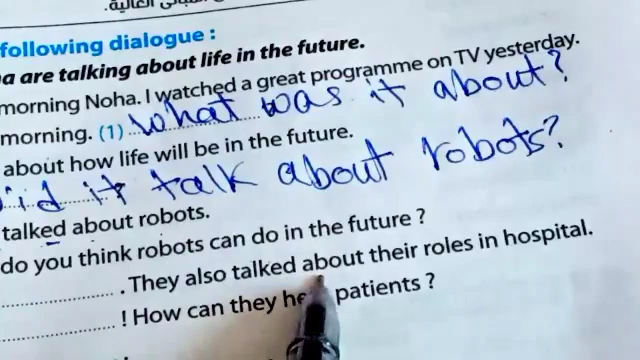 المباني العالية.
following dialogue :
are talking about life in the future.
morning Noha. I watched a great programme on TV yesterday.
morning. (1) What was it about?
about how life will be in the future.
did it talk about robots?
talked about robots.
do you think robots can do in the future ?
. They also talked about their roles in hospital.
! How can they patients ?